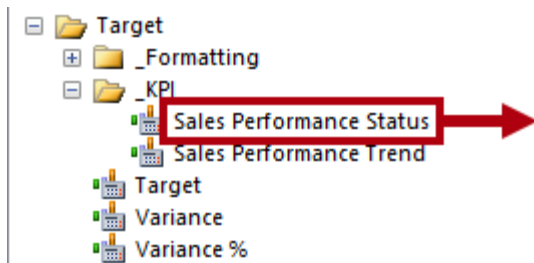 Target
_Formatting
_KPI
Sales Performance Status
Sales Performance Trend
Target
Variance
Variance %